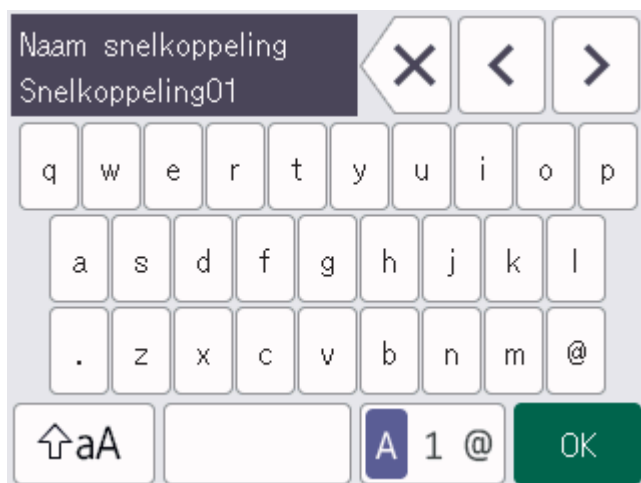 Naam snelkoppeling
Snelkoppeling01
q w e r t y u i o p
a s d f g h j k l
. z x c v b n m @
aA A 1 @ OK